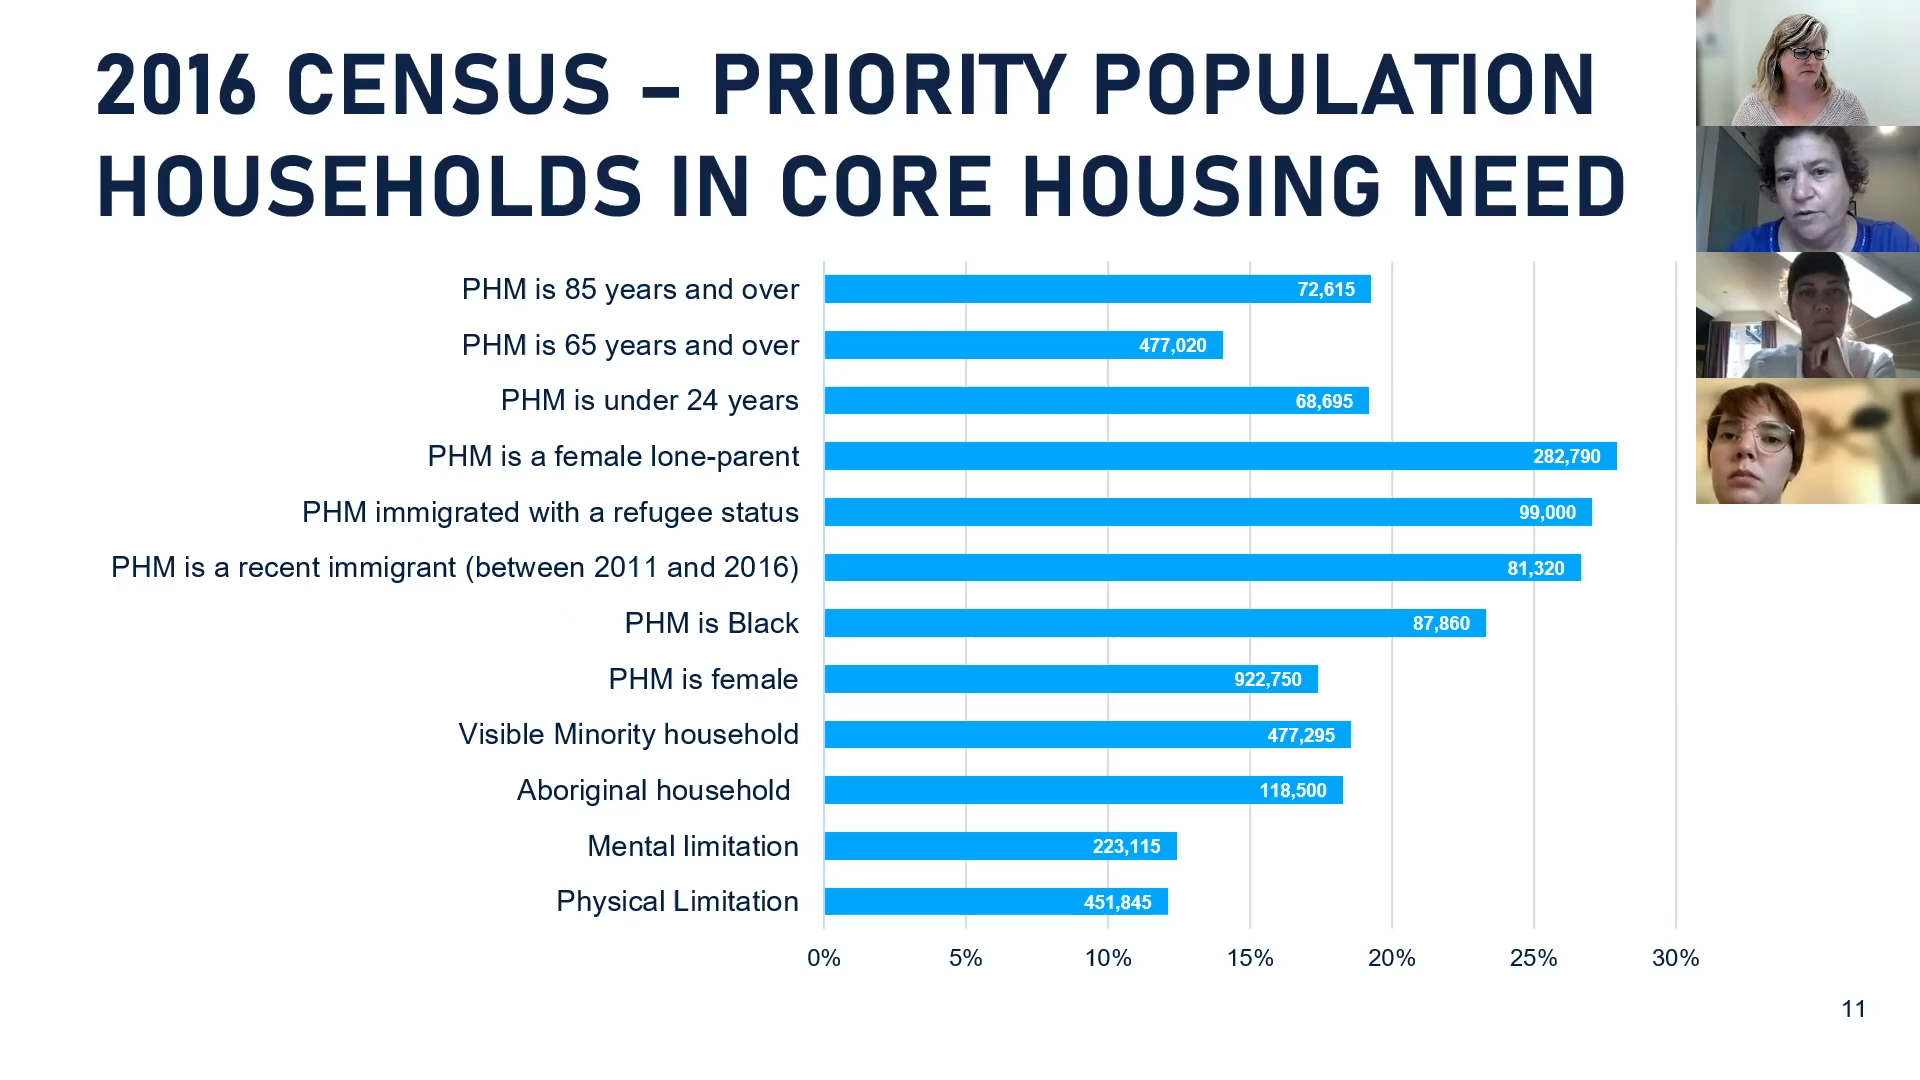 2016 CENSUS – PRIORITY POPULATION
HOUSEHOLDS IN CORE HOUSING NEED
PHM is 85 years and over 72,615
PHM is 65 years and over 477,020
PHM is under 24 years 68,695
PHM is a female lone-parent 282,790
PHM immigrated with a refugee status 99,000
PHM is a recent immigrant (between 2011 and 2016) 81,320
PHM is Black 87,860
PHM is female 922,750
Visible Minority household 477,295
Aboriginal household 118,500
Mental limitation 223,115
Physical Limitation 451,845
0% 5% 10% 15% 20% 25% 30%
11